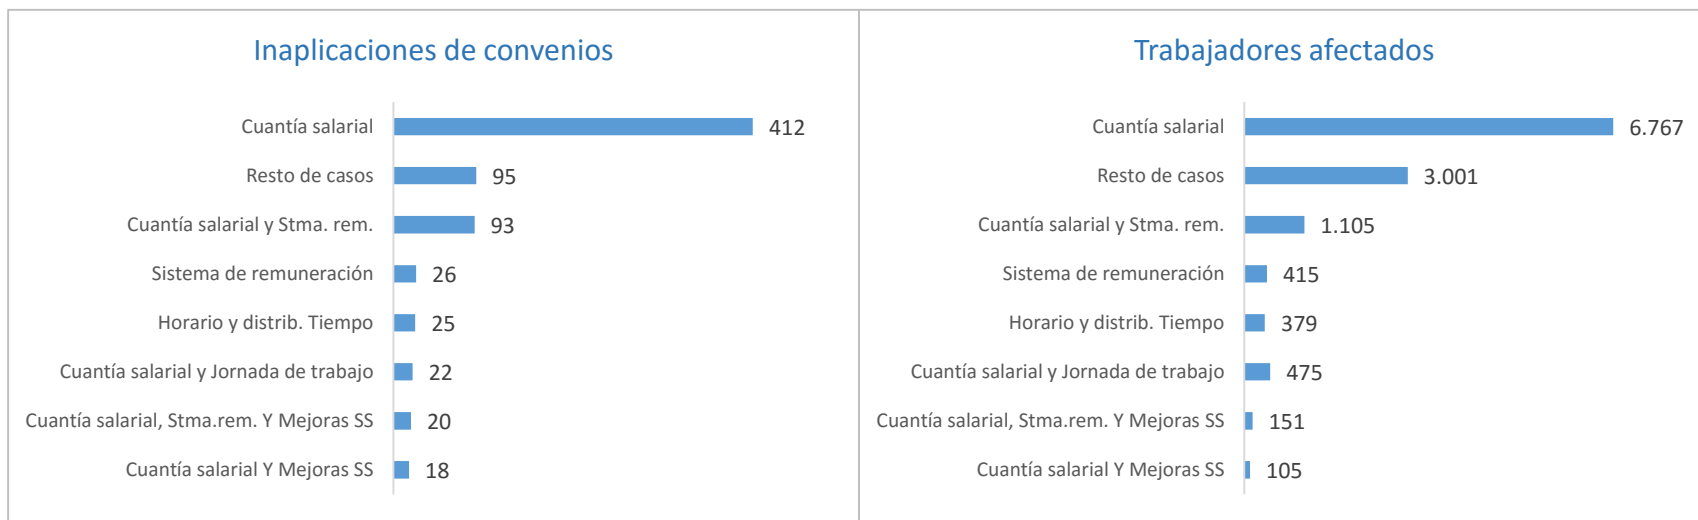 Inaplicaciones de convenios
Cuantía salarial 412
Resto de casos 95
Cuantía salarial y Stma. rem. 93
Sistema de remuneración 26
Horario y distrib. Tiempo 25
Cuantía salarial y Jornada de trabajo 22
Cuantía salarial, Stma.rem. Y Mejoras SS 20
Cuantía salarial Y Mejoras SS 18
Trabajadores afectados
Cuantía salarial 6.767
Resto de casos 3.001
Cuantía salarial y Stma. rem. 1.105
Sistema de remuneración 415
Horario y distrib. Tiempo 379
Cuantía salarial y Jornada de trabajo 475
Cuantía salarial, Stma.rem. Y Mejoras SS 151
Cuantía salarial Y Mejoras SS 105